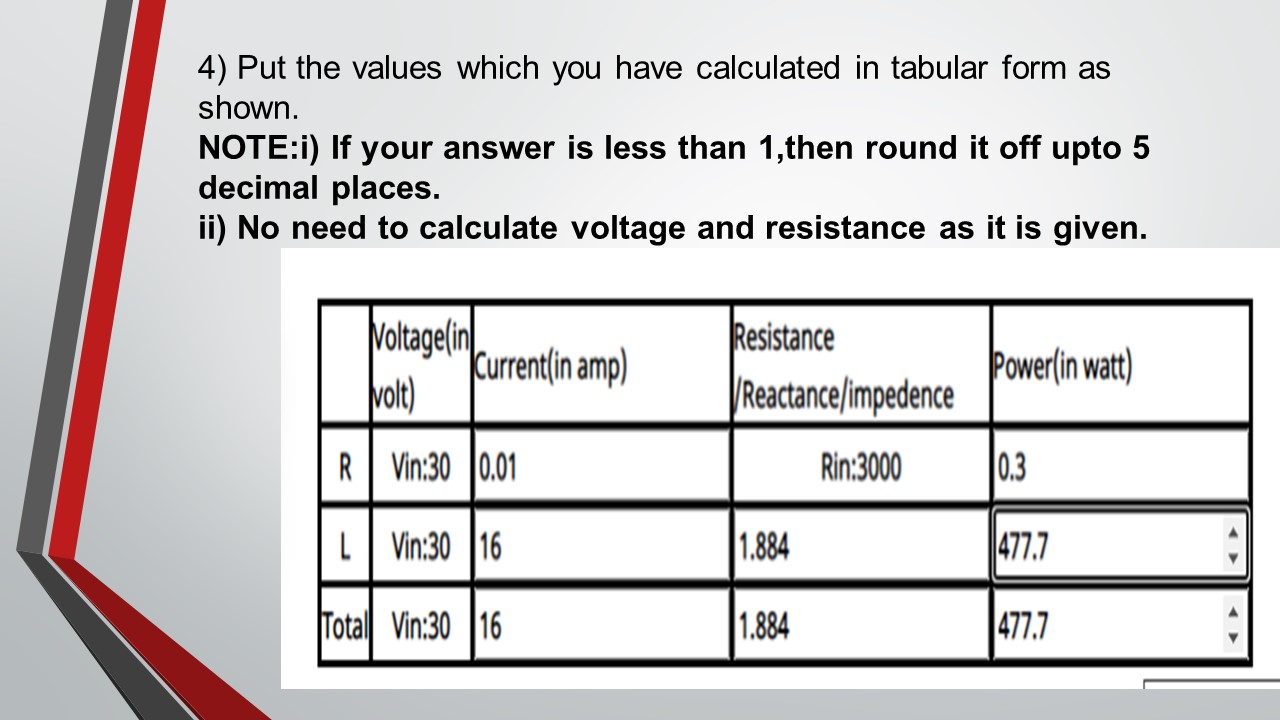 4) Put the values which you have calculated in tabular form as
shown.
NOTE:i) If your answer is less than 1,then round it off upto 5
decimal places.
ii) No need to calculate voltage and resistance as it is given.
Voltage(in volt) Current(in amp) Resistance /Reactance/impedence Power(in watt)
R Vin:30 0.01 Rin:3000 0.3
L Vin:30 16 1.884 477.7
Total Vin:30 16 1.884 477.7